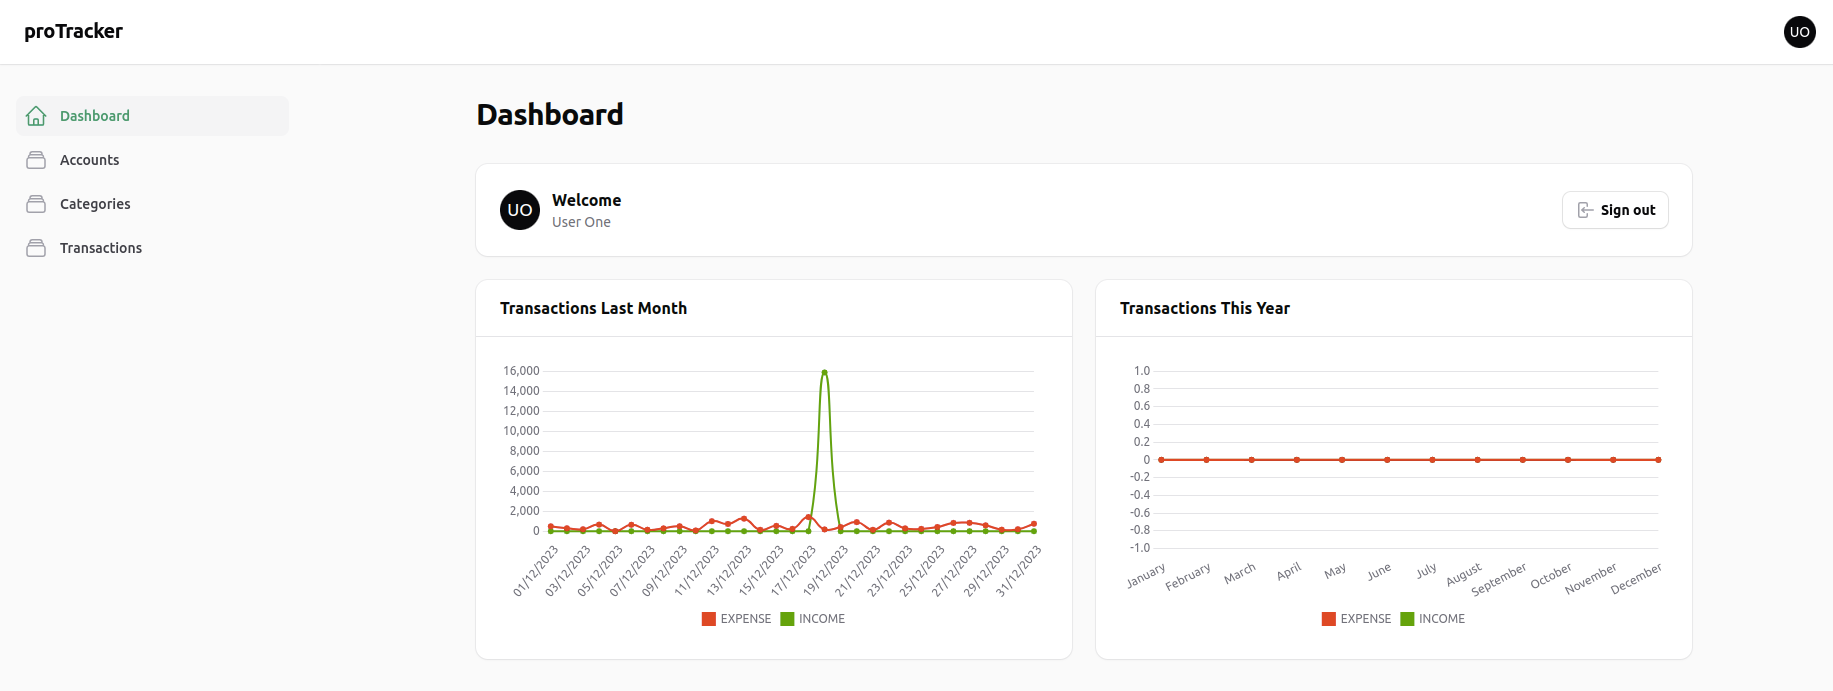 proTracker
UO
Dashboard
Accounts
Categories
Transactions
Dashboard
UO
Welcome
User One
Sign out
Transactions Last Month
16,000
14,000
12,000
10,000
8,000
6,000
4,000
2,000
0
01/12/2023
03/12/2023
05/12/2023
07/12/2023
09/12/2023
11/12/2023
13/12/2023
15/12/2023
17/12/2023
19/12/2023
21/12/2023
23/12/2023
25/12/2023
27/12/2023
29/12/2023
31/12/2023
EXPENSE INCOME
Transactions This Year
1.0
0.8
0.6
0.4
0.2
0
-0.2
-0.4
-0.6
-0.8
-1.0
January
February
March
April
May
June
July
August
September
October
November
December
EXPENSE INCOME